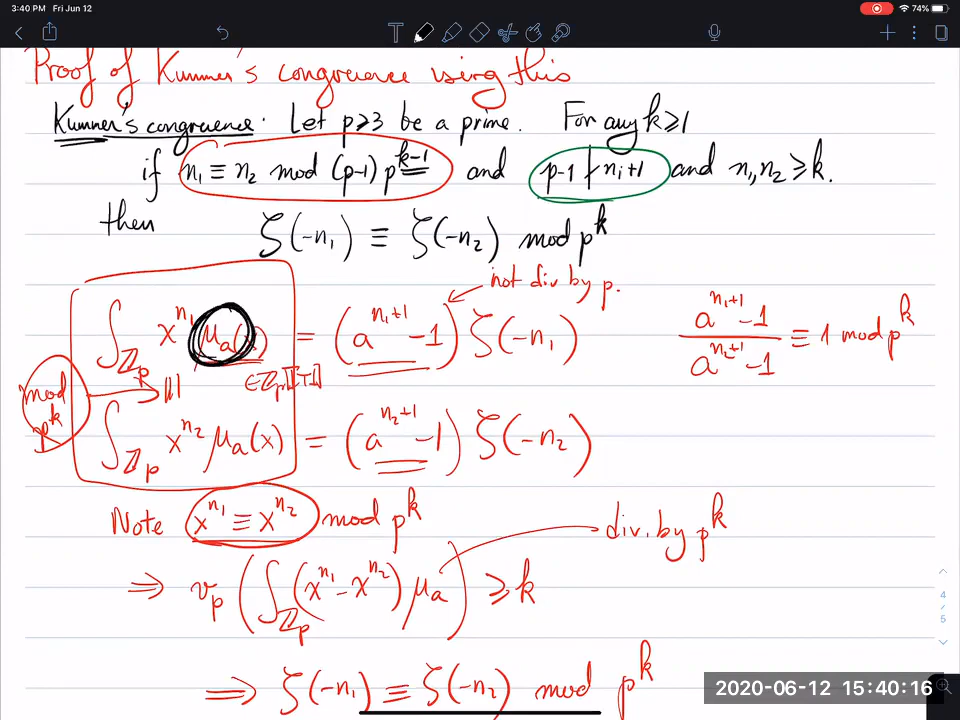 3:40 PM Fri Jun 12
74%
Proof of Kummer's congruence using this
Kummer's congruence. Let p≥3 be a prime. For any k≥1
if n₁ ≡ n₂ mod (p-1) p^{k-1} and p-1 ∤ nᵢ+1 and n₁, n₂ ≥ k.
then ζ(-n₁) ≡ ζ(-n₂) mod p^k
not div by p.
∫_{ℤ_p} x^{n₁} μ_a(x) = (a^{n₁+1} - 1) ζ(-n₁)
(a^{n₁+1} - 1)/(a^{n₂+1} - 1) ≡ 1 mod p^k
∈ ℤ_p[[T]]
mod p^k
∫_{ℤ_p} x^{n₂} μ_a(x) = (a^{n₂+1} - 1) ζ(-n₂)
Note x^{n₁} ≡ x^{n₂} mod p^k
div. by p^k
⇒ v_p (∫_{ℤ_p} (x^{n₁} - x^{n₂}) μ_a) ≥ k
⇒ ζ(-n₁) ≡ ζ(-n₂) mod p^k
4
/
5
2020-06-12 15:40:16